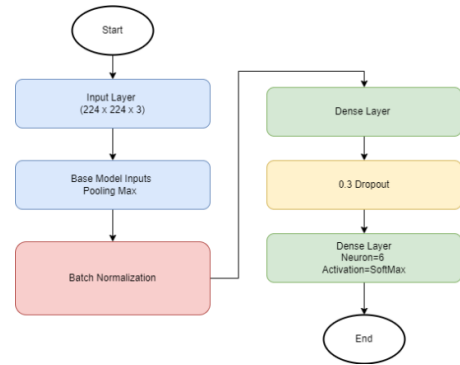 Start
Input Layer
(224 x 224 x 3)
Base Model Inputs
Pooling Max
Batch Normalization
Dense Layer
0.3 Dropout
Dense Layer
Neuron=6
Activation=SoftMax
End